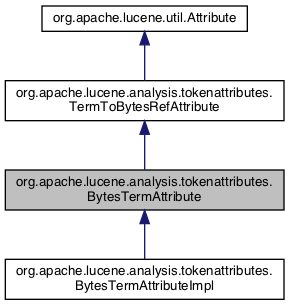 org.apache.lucene.util.Attribute
org.apache.lucene.analysis.tokenattributes.
TermToBytesRefAttribute
org.apache.lucene.analysis.tokenattributes.
BytesTermAttribute
org.apache.lucene.analysis.tokenattributes.
BytesTermAttributeImpl